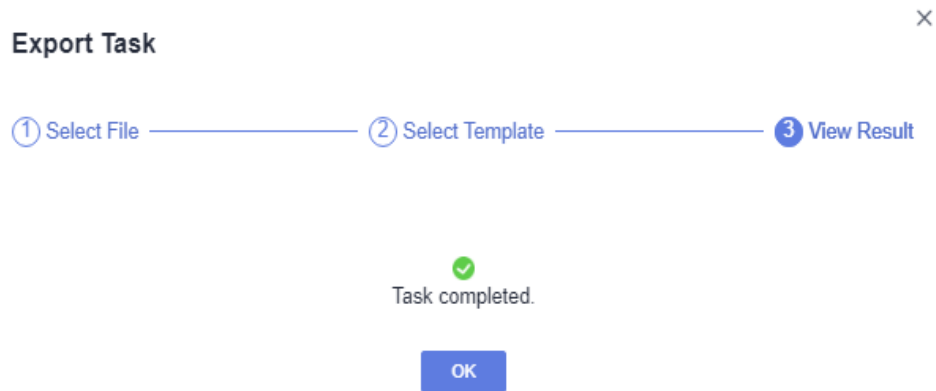 Export Task
1 Select File 2 Select Template 3 View Result
Task completed.
OK